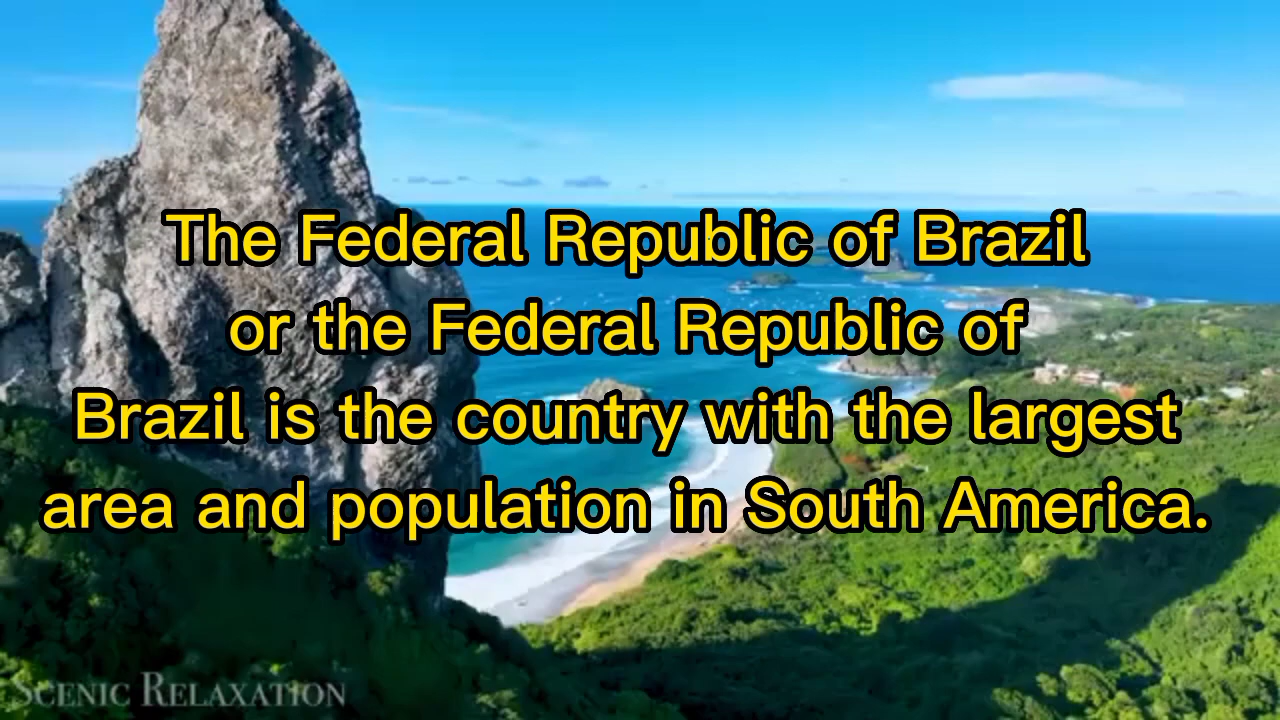 The Federal Republic of Brazil
or the Federal Republic of
Brazil is the country with the largest
area and population in South America.
SCENIC RELAXATION